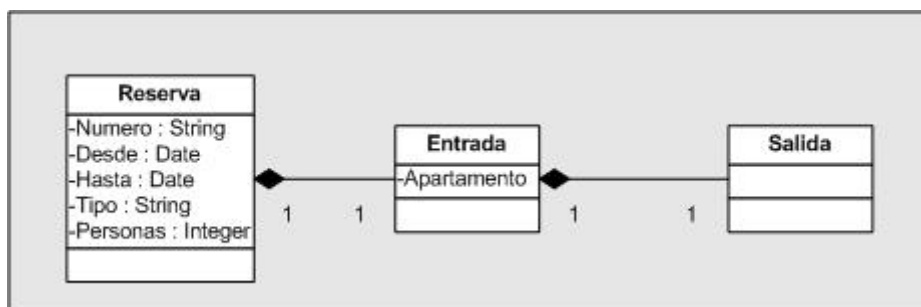 Reserva
-Numero : String
-Desde : Date
-Hasta : Date
-Tipo : String
-Personas : Integer
1 1
Entrada
-Apartamento
1 1
Salida